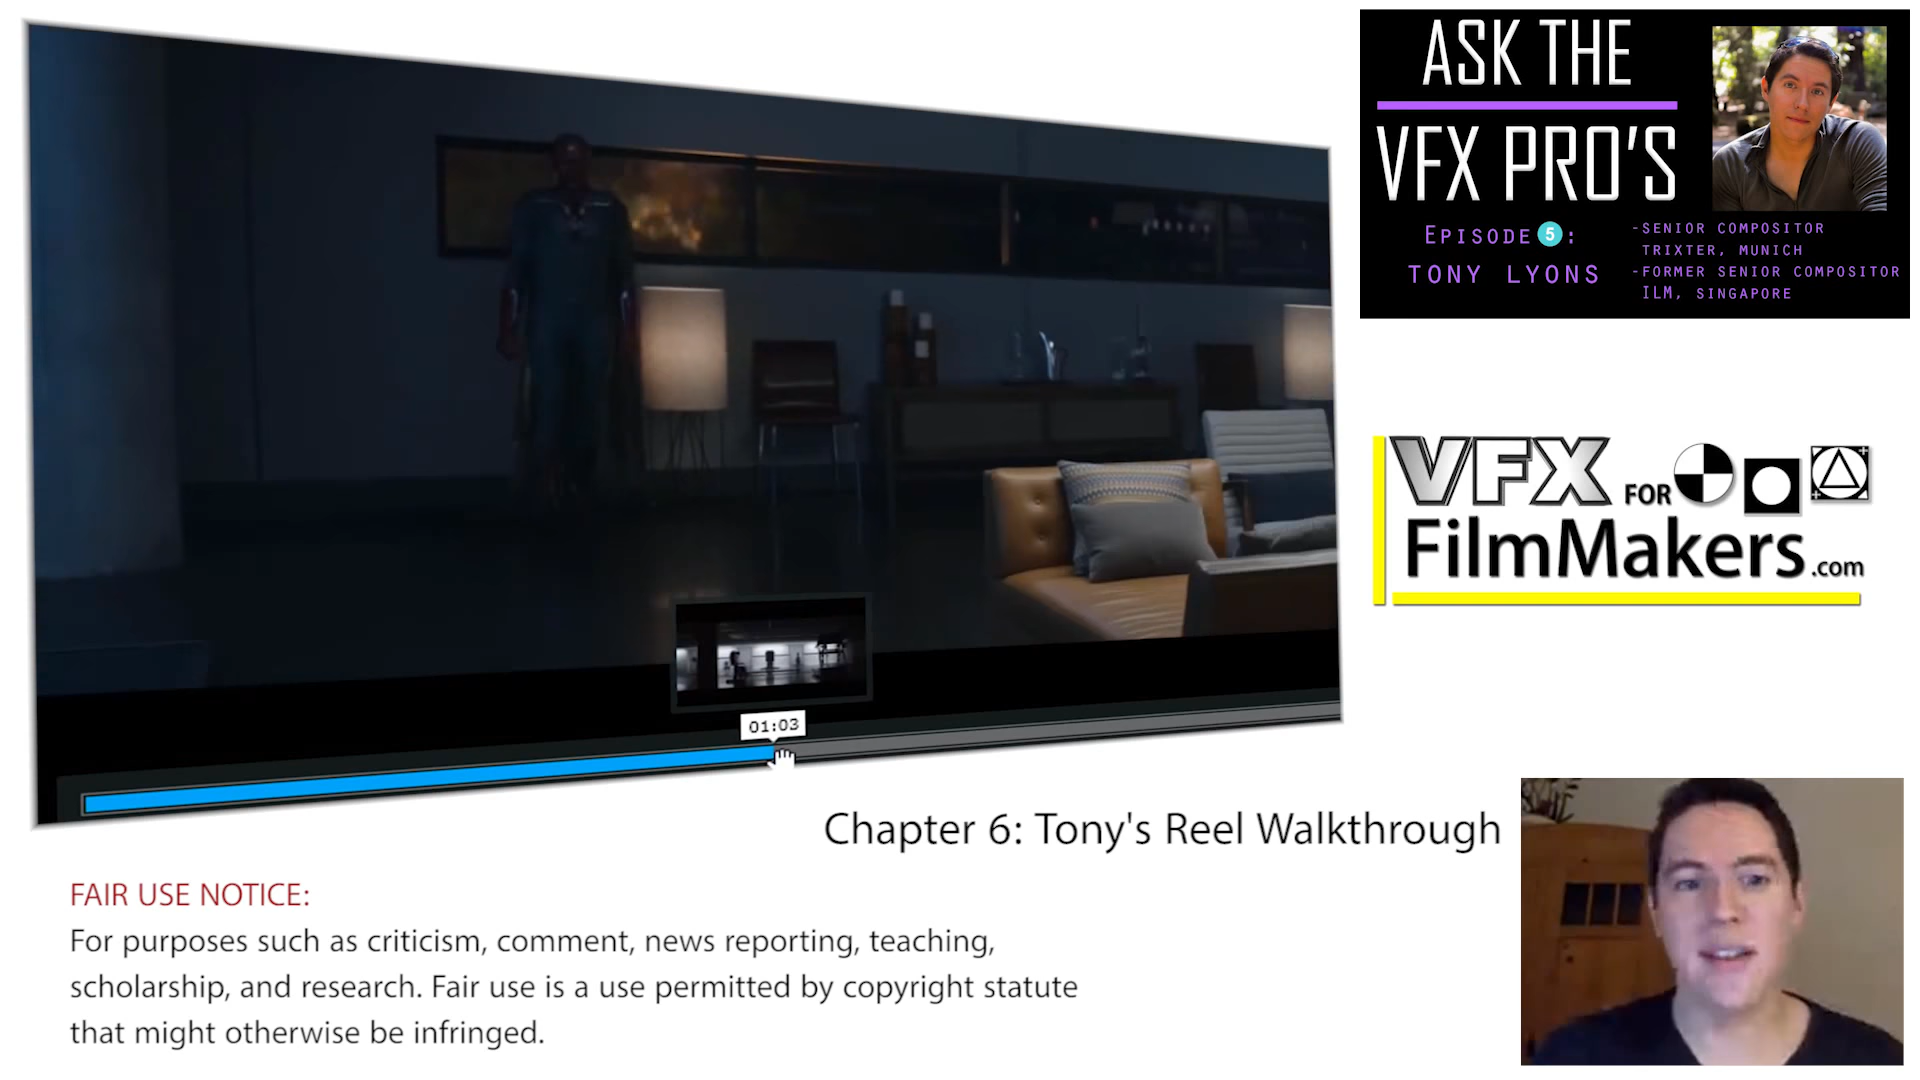 ASK THE
VFX PRO'S
EPISODE 5:
TONY LYONS
-SENIOR COMPOSITOR
TRIXTER, MUNICH
-FORMER SENIOR COMPOSITOR
ILM, SINGAPORE
VFX FOR
FilmMakers.com
01:03
Chapter 6: Tony's Reel Walkthrough
FAIR USE NOTICE:
For purposes such as criticism, comment, news reporting, teaching,
scholarship, and research. Fair use is a use permitted by copyright statute
that might otherwise be infringed.